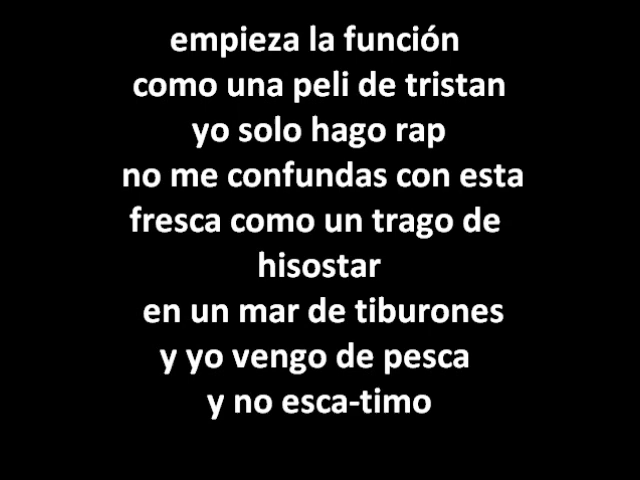 empieza la función
como una peli de tristan
yo solo hago rap
no me confundas con esta
fresca como un trago de
hisostar
en un mar de tiburones
y yo vengo de pesca
y no esca-timo